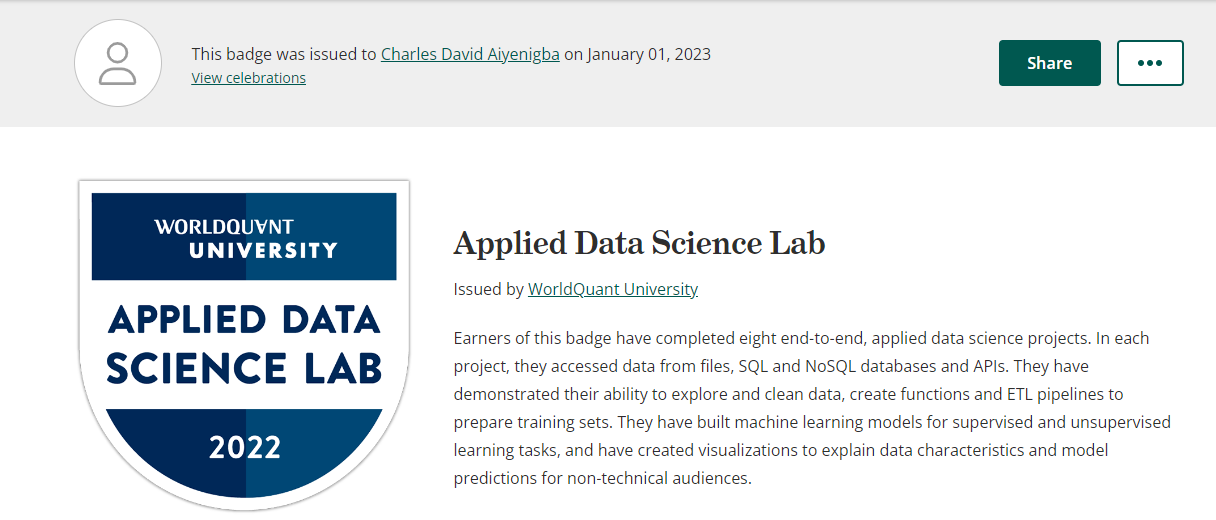 This badge was issued to Charles David Aiyenigba on January 01, 2023
View celebrations
Share
WORLDQUANT
UNIVERSITY
APPLIED DATA
SCIENCE LAB
2022
Applied Data Science Lab
Issued by WorldQuant University
Earners of this badge have completed eight end-to-end, applied data science projects. In each
project, they accessed data from files, SQL and NoSQL databases and APIs. They have
demonstrated their ability to explore and clean data, create functions and ETL pipelines to
prepare training sets. They have built machine learning models for supervised and unsupervised
learning tasks, and have created visualizations to explain data characteristics and model
predictions for non-technical audiences.